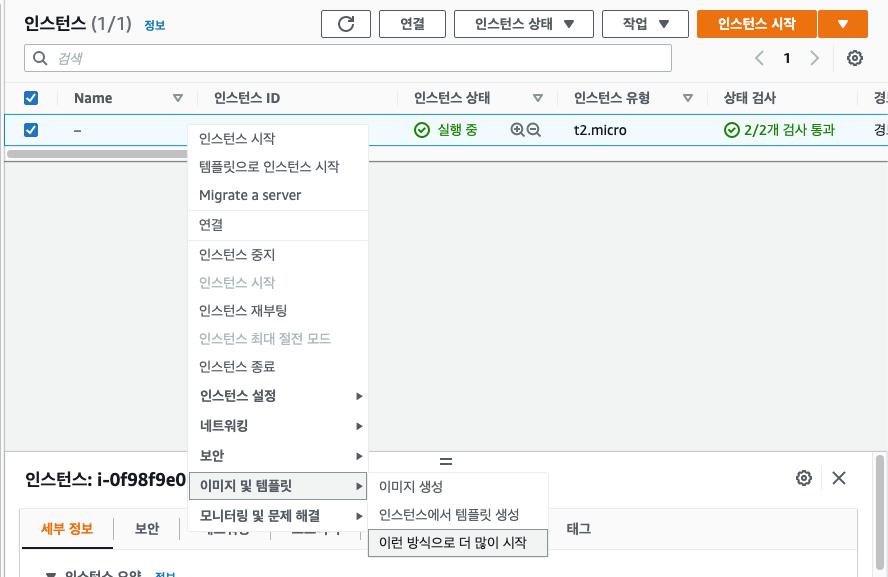 인스턴스 (1/1) 정보 연결 인스턴스 상태 작업 인스턴스 시작
검색
1
Name 인스턴스 ID 인스턴스 상태 인스턴스 유형 상태 검사
– 실행 중 t2.micro 2/2개 검사 통과
인스턴스 시작
템플릿으로 인스턴스 시작
Migrate a server
연결
인스턴스 중지
인스턴스 시작
인스턴스 재부팅
인스턴스 최대 절전 모드
인스턴스 종료
인스턴스 설정
네트워킹
보안
이미지 및 템플릿
모니터링 및 문제 해결
이미지 생성
인스턴스에서 템플릿 생성
이런 방식으로 더 많이 시작
인스턴스: i-0f98f9e0
세부 정보 보안 태그
인스턴스 요약 정보